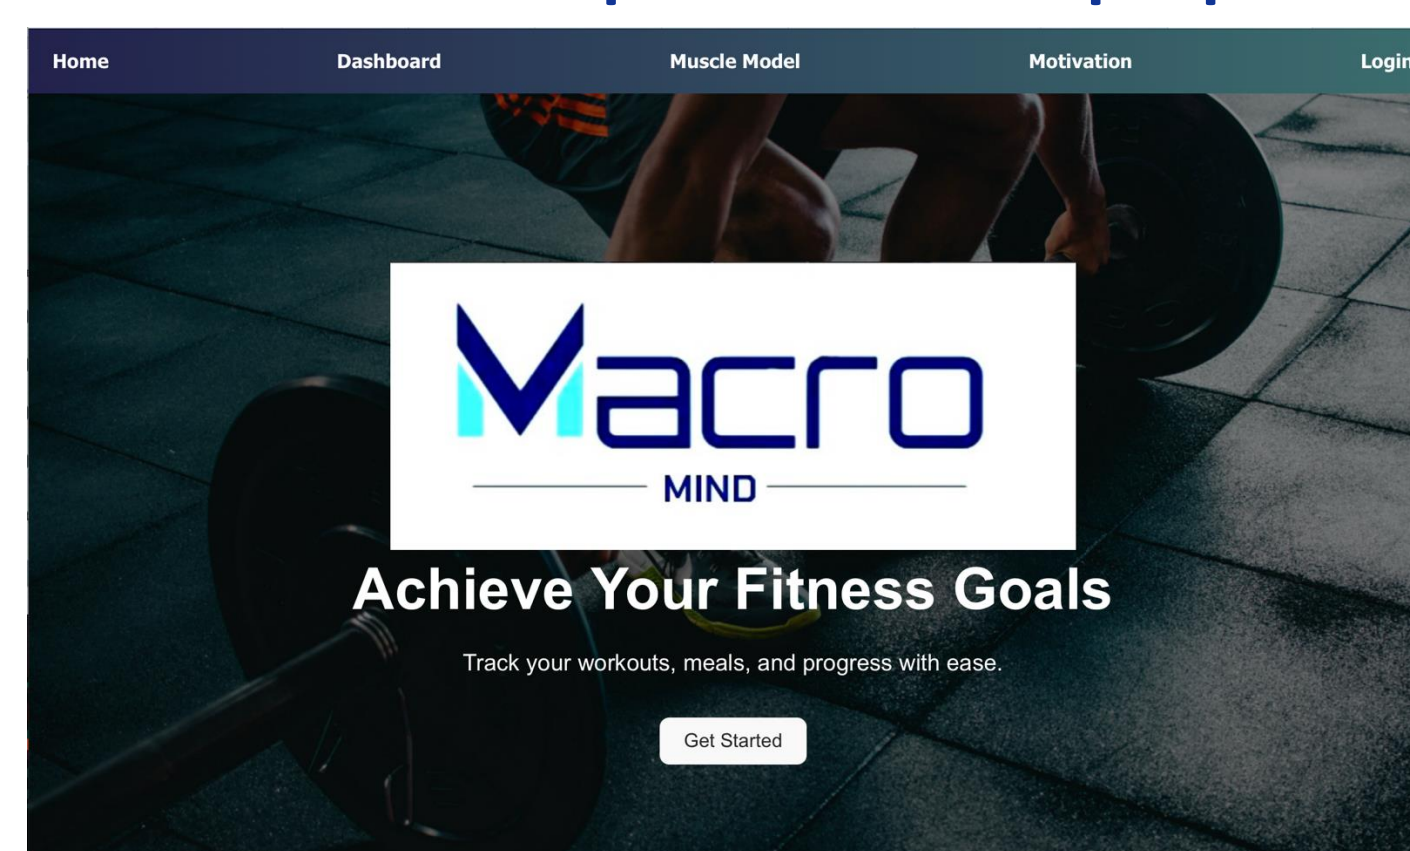 Home Dashboard Muscle Model Motivation Login
Macro
MIND
Achieve Your Fitness Goals
Track your workouts, meals, and progress with ease.
Get Started